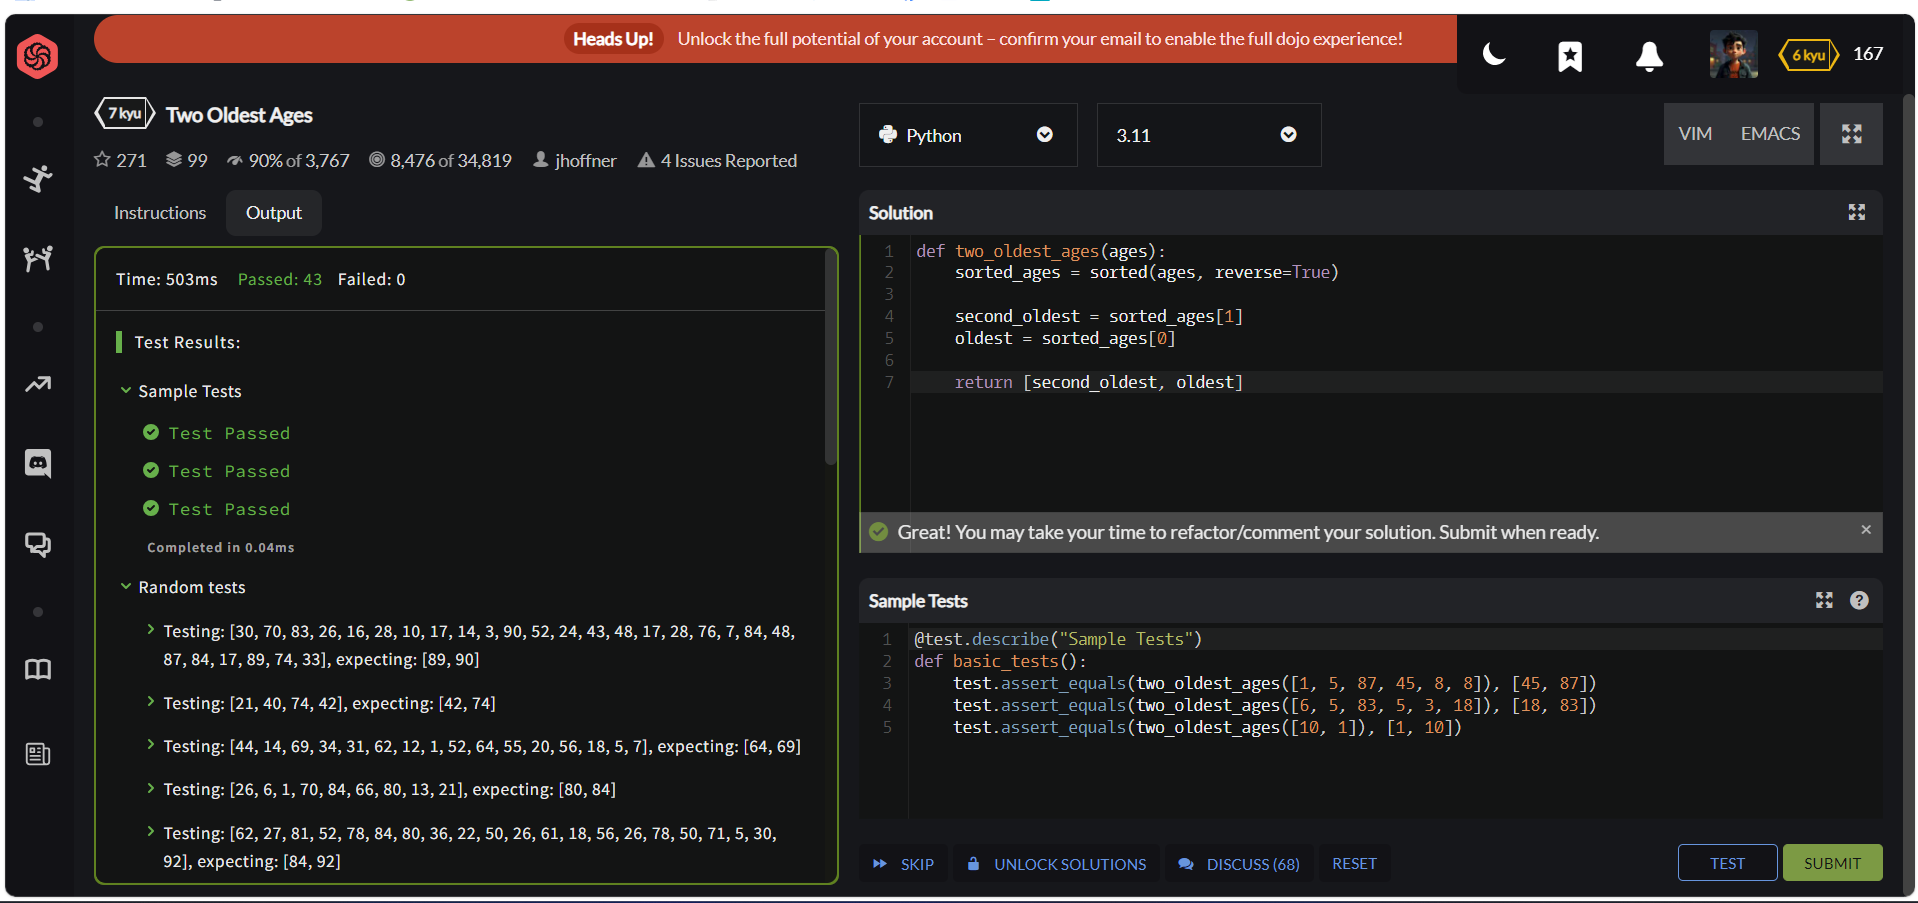 Heads Up! Unlock the full potential of your account – confirm your email to enable the full dojo experience!
6 kyu 167
7 kyu Two Oldest Ages
271 99 90% of 3,767 8,476 of 34,819 jhoffner 4 Issues Reported
Instructions Output
Time: 503ms Passed: 43 Failed: 0
Test Results:
Sample Tests
Test Passed
Test Passed
Test Passed
Completed in 0.04ms
Random tests
Testing: [30, 70, 83, 26, 16, 28, 10, 17, 14, 3, 90, 52, 24, 43, 48, 17, 28, 76, 7, 84, 48,
87, 84, 17, 89, 74, 33], expecting: [89, 90]
Testing: [21, 40, 74, 42], expecting: [42, 74]
Testing: [44, 14, 69, 34, 31, 62, 12, 1, 52, 64, 55, 20, 56, 18, 5, 7], expecting: [64, 69]
Testing: [26, 6, 1, 70, 84, 66, 80, 13, 21], expecting: [80, 84]
Testing: [62, 27, 81, 52, 78, 84, 80, 36, 22, 50, 26, 61, 18, 56, 26, 78, 50, 71, 5, 30,
92], expecting: [84, 92]
Python 3.11 VIM EMACS
Solution
1 def two_oldest_ages(ages):
2     sorted_ages = sorted(ages, reverse=True)
3
4     second_oldest = sorted_ages[1]
5     oldest = sorted_ages[0]
6
7     return [second_oldest, oldest]
Great! You may take your time to refactor/comment your solution. Submit when ready. ×
Sample Tests ?
1 @test.describe("Sample Tests")
2 def basic_tests():
3     test.assert_equals(two_oldest_ages([1, 5, 87, 45, 8, 8]), [45, 87])
4     test.assert_equals(two_oldest_ages([6, 5, 83, 5, 3, 18]), [18, 83])
5     test.assert_equals(two_oldest_ages([10, 1]), [1, 10])
SKIP UNLOCK SOLUTIONS DISCUSS (68) RESET TEST SUBMIT